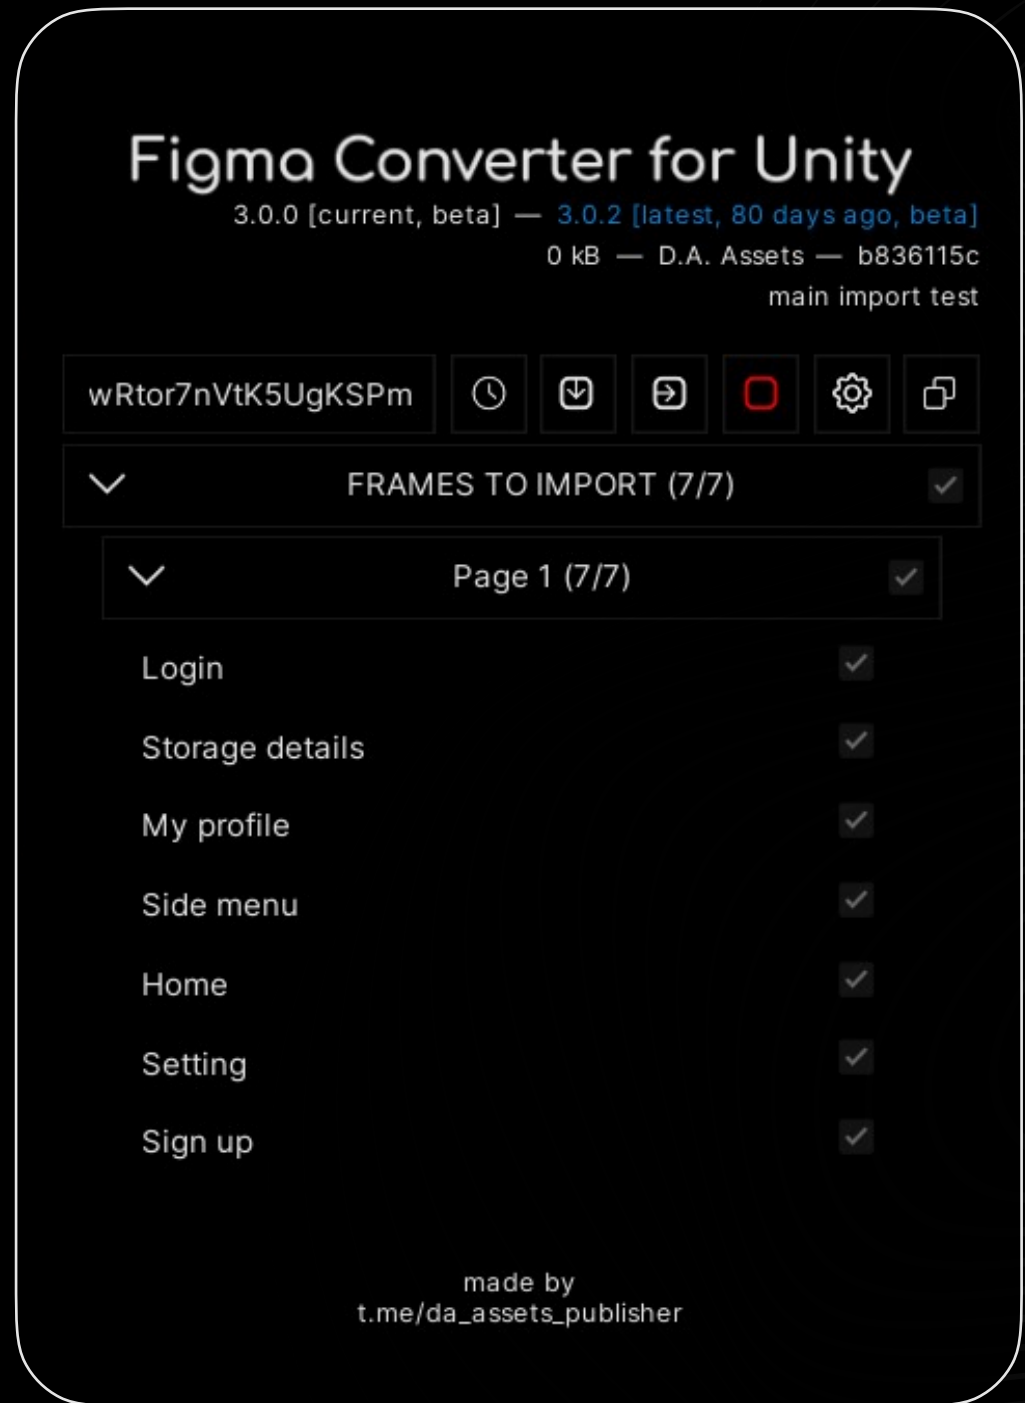 Figma Converter for Unity
3.0.0 [current, beta] — 3.0.2 [latest, 80 days ago, beta]
0 kB — D.A. Assets — b836115c
main import test
wRtor7nVtK5UgKSPm
FRAMES TO IMPORT (7/7)
Page 1 (7/7)
Login
Storage details
My profile
Side menu
Home
Setting
Sign up
made by
t.me/da_assets_publisher